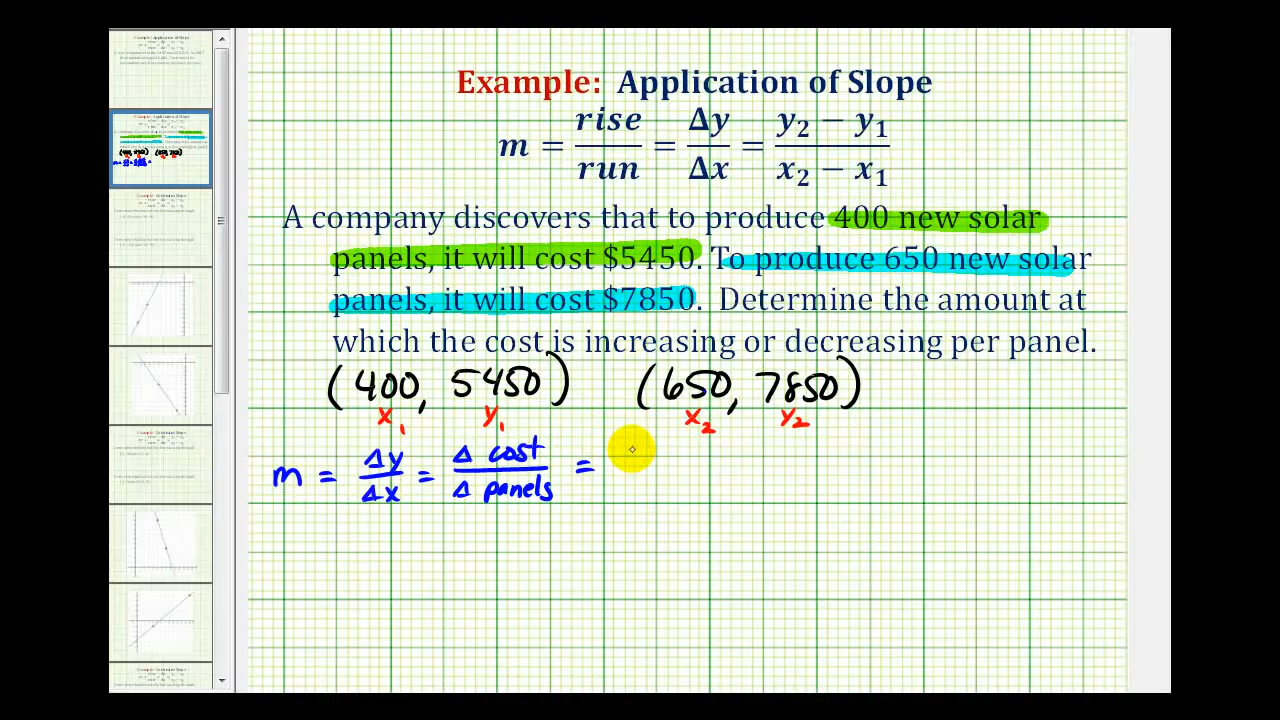 Example: Application of Slope
m = rise/run = Δy/Δx = y₂ − y₁/x₂ − x₁
A company discovers that to produce 400 new solar
panels, it will cost $5450. To produce 650 new solar
panels, it will cost $7850. Determine the amount at
which the cost is increasing or decreasing per panel.
(400, 5450) (650, 7850)
x₁ y₁ x₂ y₂
m = Δy/Δx = Δ cost/Δ panels =